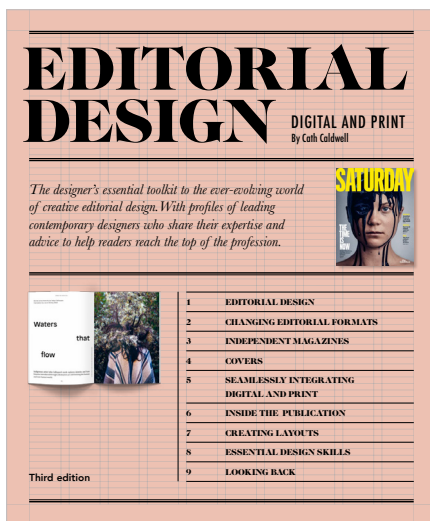 EDITORIAL
DESIGN
DIGITAL AND PRINT
By Cath Caldwell
The designer's essential toolkit to the ever-evolving world
of creative editorial design. With profiles of leading
contemporary designers who share their expertise and
advice to help readers reach the top of the profession.
SATURDAY
THE
TIME
IS
NOW
Waters
that
flow
1 EDITORIAL DESIGN
2 CHANGING EDITORIAL FORMATS
3 INDEPENDENT MAGAZINES
4 COVERS
5 SEAMLESSLY INTEGRATING
DIGITAL AND PRINT
6 INSIDE THE PUBLICATION
7 CREATING LAYOUTS
8 ESSENTIAL DESIGN SKILLS
9 LOOKING BACK
Third edition